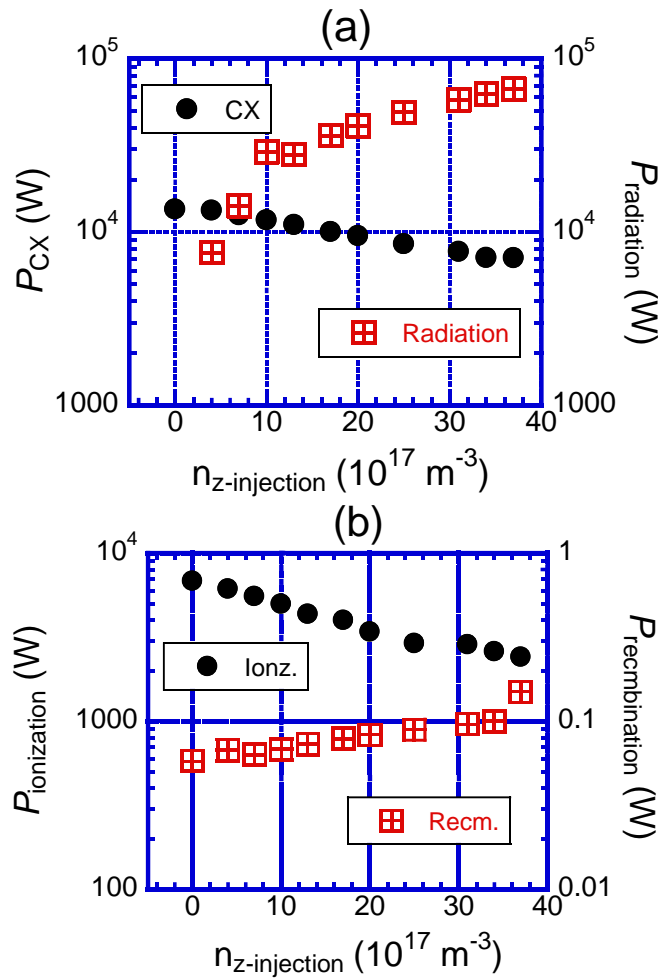 (a)
10^5
10^5
CX
P_CX (W)
10^4
10^4
P_radiation (W)
Radiation
1000
1000
0 10 20 30 40
n_z-injection (10^17 m^-3)
(b)
10^4
1
P_ionization (W)
Ionz.
P_recmbination (W)
1000
0.1
Recm.
100
0.01
0 10 20 30 40
n_z-injection (10^17 m^-3)